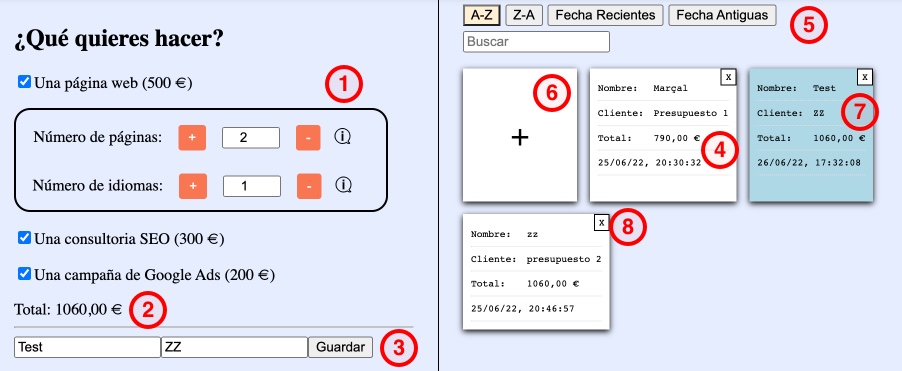 ¿Qué quieres hacer?
Una página web (500 €)
1
Número de páginas: + 2 - i
Número de idiomas: + 1 - i
Una consultoria SEO (300 €)
Una campaña de Google Ads (200 €)
Total: 1060,00 € 2
Test ZZ Guardar 3
A-Z Z-A Fecha Recientes Fecha Antiguas 5
Buscar
+ 6
X
Nombre: Marçal
Cliente: Presupuesto 1
Total: 790,00 € 4
25/06/22, 20:30:32
X
Nombre: Test
Cliente: ZZ 7
Total: 1060,00 €
26/06/22, 17:32:08
X 8
Nombre: zz
Cliente: presupuesto 2
Total: 1060,00 €
25/06/22, 20:46:57